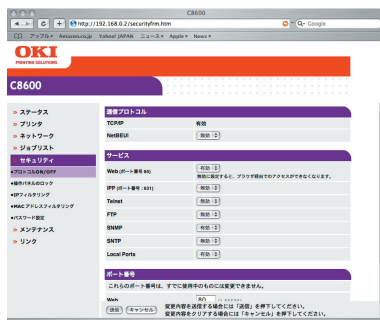 C8600
http://192.168.0.2/securityfrm.htm
Q- Google
アップル▼ Amazon.co.jp Yahoo! JAPAN ニュース▼ Apple▼ News▼
OKI
PRINTING SOLUTIONS
C8600
ステータス
プリンタ
ネットワーク
ジョブリスト
セキュリティ
•プロトコルON/OFF
•操作パネルのロック
•IPフィルタリング
•MACアドレスフィルタリング
•パスワード設定
メンテナンス
リンク
通信プロトコル
TCP/IP 有効
NetBEUI 無効
サービス
Web (ポート番号 80) 有効
無効に設定すると、ブラウザ経由でのアクセスができなくなります。
IPP (ポート番号 : 631) 無効
Telnet 無効
FTP 無効
SNMP 有効
SNTP 無効
Local Ports 有効
ポート番号
これらのポート番号は、すでに使用中のものには変更できません。
Web 80
送信 キャンセル 変更内容を送信する場合には「送信」を押下してください。
変更内容をクリアする場合には「キャンセル」を押下してください。